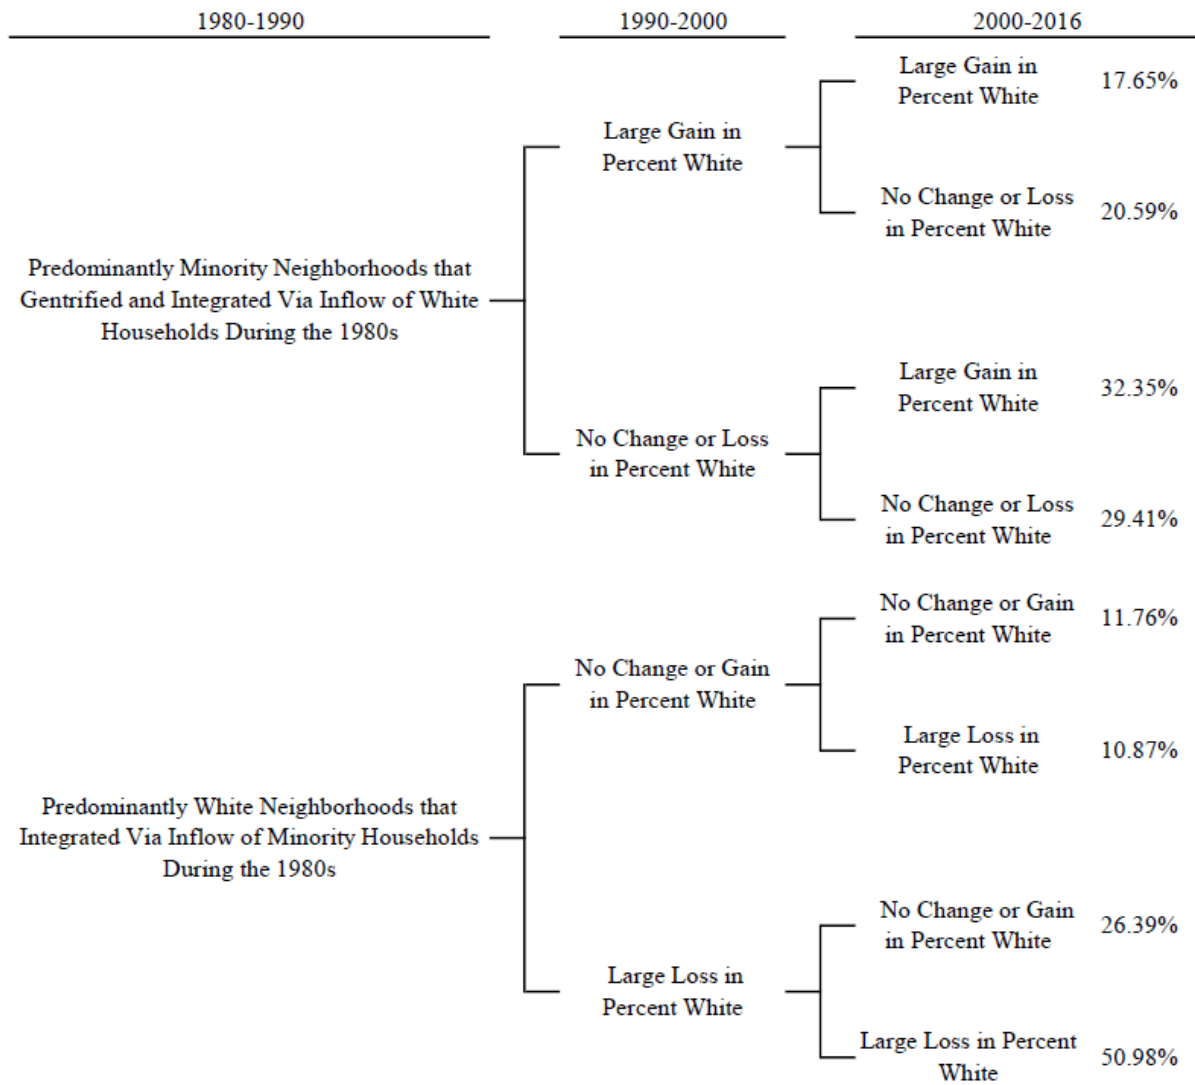 1980-1990
1990-2000
2000-2016
Large Gain in
Percent White
17.65%
Large Gain in
Percent White
No Change or Loss
in Percent White
20.59%
Predominantly Minority Neighborhoods that
Gentrified and Integrated Via Inflow of White
Households During the 1980s
Large Gain in
Percent White
32.35%
No Change or Loss
in Percent White
No Change or Loss
in Percent White
29.41%
No Change or Gain
in Percent White
11.76%
No Change or Gain
in Percent White
Large Loss in
Percent White
10.87%
Predominantly White Neighborhoods that
Integrated Via Inflow of Minority Households
During the 1980s
No Change or Gain
in Percent White
26.39%
Large Loss in
Percent White
Large Loss in Percent
White
50.98%